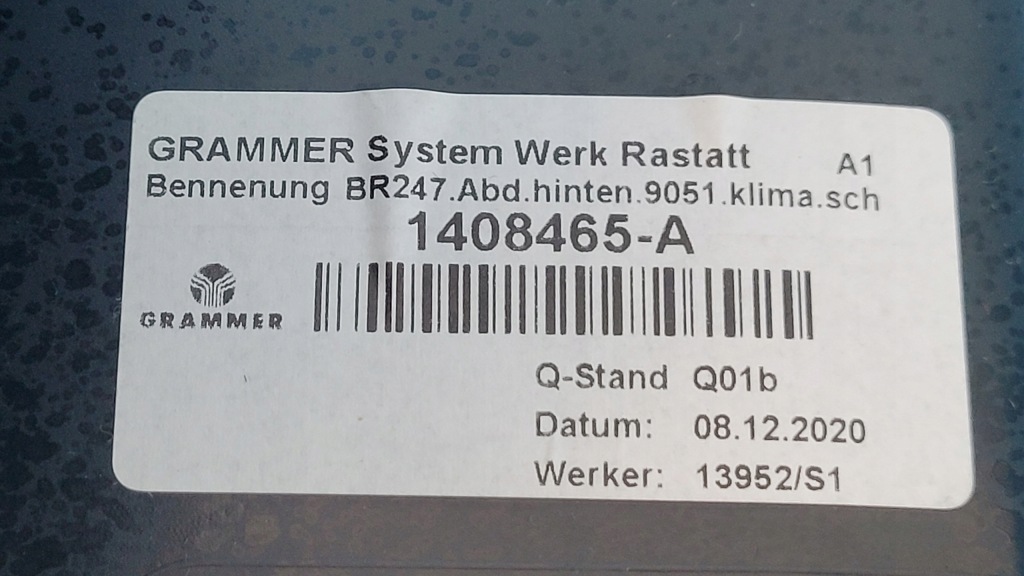 GRAMMER System Werk Rastatt A1
Bennenung BR247.Abd.hinten.9051.klima.sch
1408465-A
GRAMMER
Q-Stand Q01b
Datum: 08.12.2020
Werker: 13952/S1